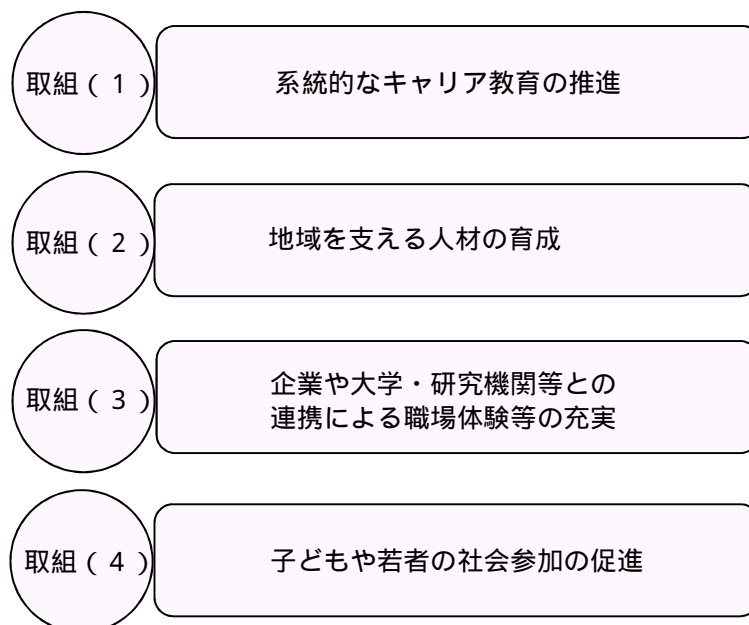 取組(1)
系統的なキャリア教育の推進
取組(2)
地域を支える人材の育成
取組(3)
企業や大学・研究機関等との
連携による職場体験等の充実
取組(4)
子どもや若者の社会参加の促進